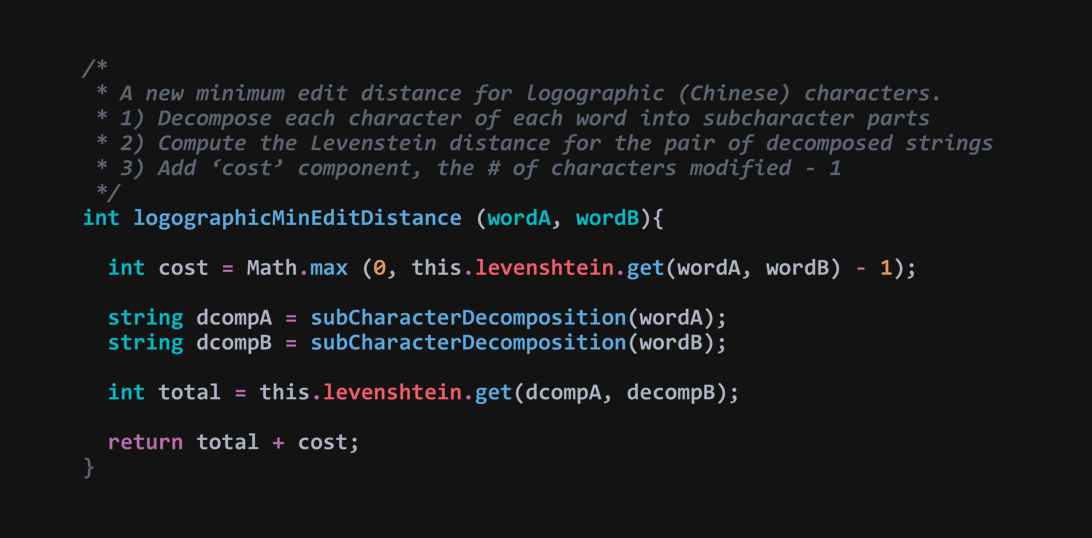 /*
 * A new minimum edit distance for logographic (Chinese) characters.
 * 1) Decompose each character of each word into subcharacter parts
 * 2) Compute the Levenstein distance for the pair of decomposed strings
 * 3) Add ‘cost’ component, the # of characters modified - 1
 */
int logographicMinEditDistance (wordA, wordB){
  int cost = Math.max (0, this.levenshtein.get(wordA, wordB) - 1);
  string dcompA = subCharacterDecomposition(wordA);
  string dcompB = subCharacterDecomposition(wordB);
  int total = this.levenshtein.get(dcompA, decompB);
  return total + cost;
}